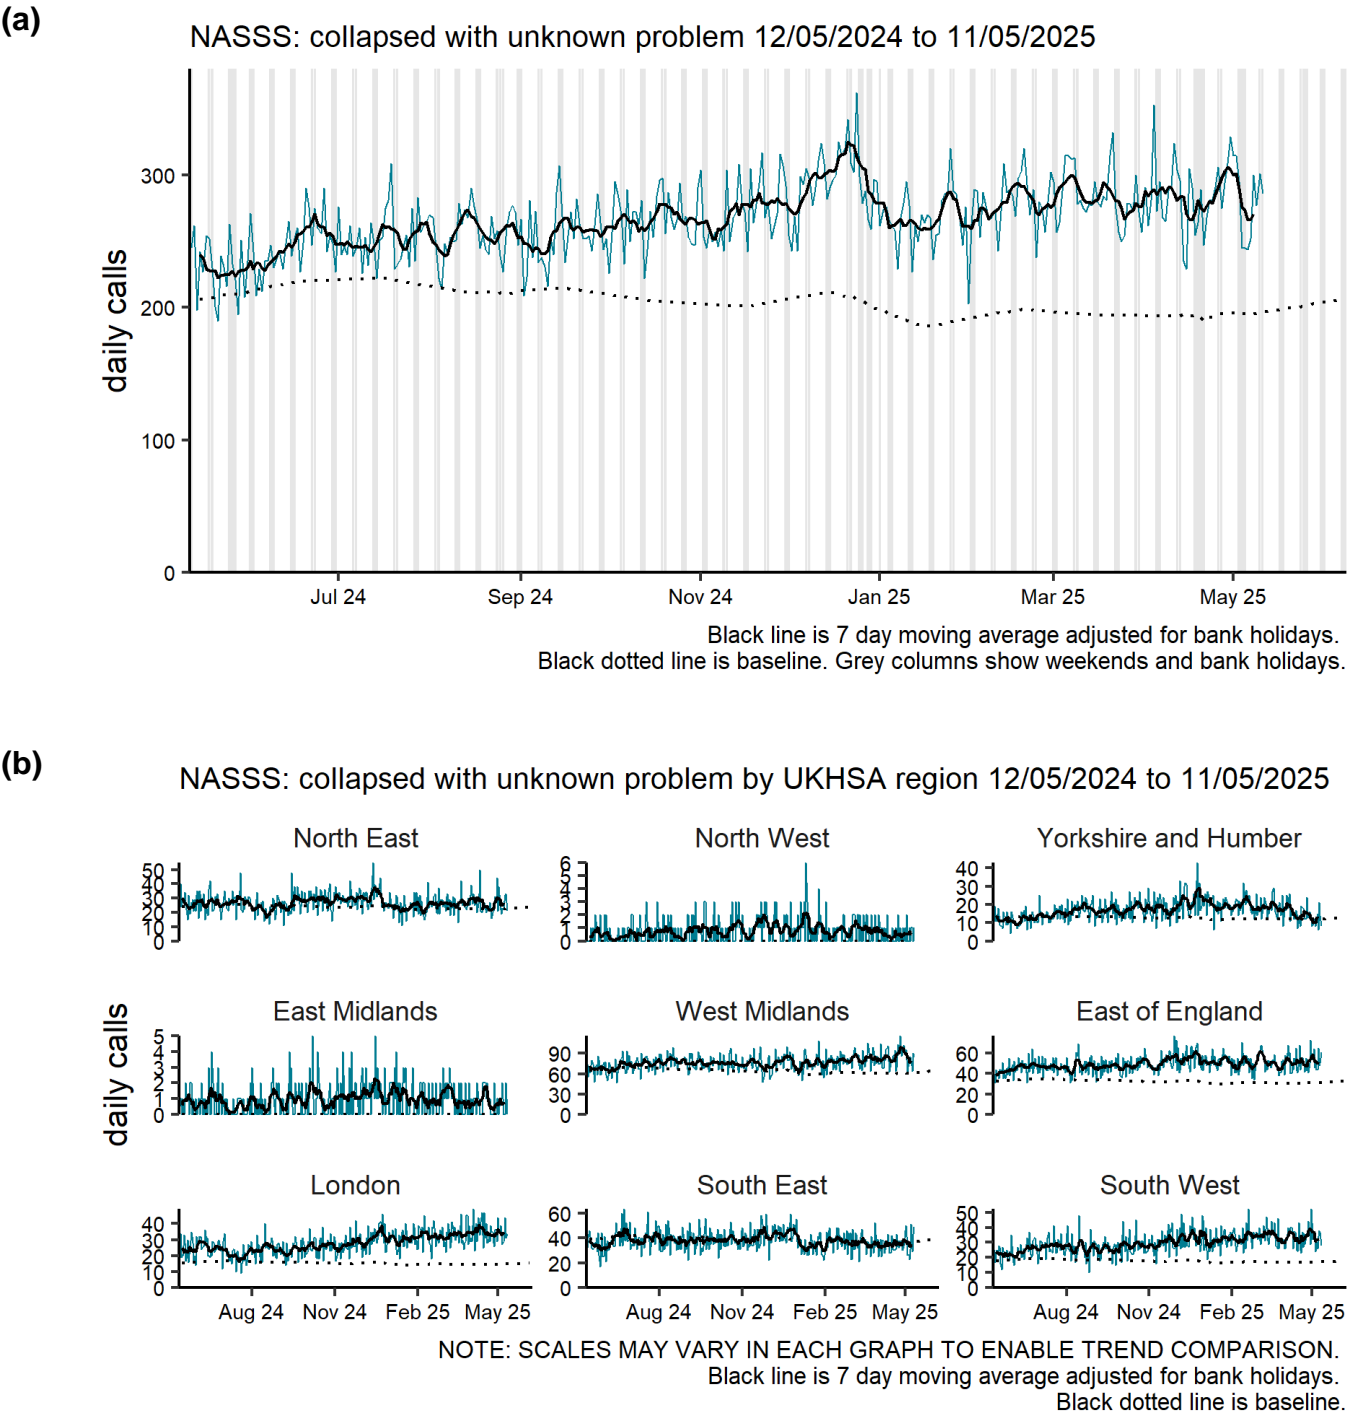 (a)
NASSS: collapsed with unknown problem 12/05/2024 to 11/05/2025
daily calls
300
200
100
0
Jul 24 Sep 24 Nov 24 Jan 25 Mar 25 May 25
Black line is 7 day moving average adjusted for bank holidays.
Black dotted line is baseline. Grey columns show weekends and bank holidays.
(b)
NASSS: collapsed with unknown problem by UKHSA region 12/05/2024 to 11/05/2025
daily calls
North East
50
40
30
20
10
0
North West
6
5
4
3
2
1
0
Yorkshire and Humber
40
30
20
10
0
East Midlands
5
4
3
2
1
0
West Midlands
90
60
30
0
East of England
60
40
20
0
London
40
30
20
10
0
Aug 24 Nov 24 Feb 25 May 25
South East
60
40
20
0
Aug 24 Nov 24 Feb 25 May 25
South West
50
40
30
20
10
0
Aug 24 Nov 24 Feb 25 May 25
NOTE: SCALES MAY VARY IN EACH GRAPH TO ENABLE TREND COMPARISON.
Black line is 7 day moving average adjusted for bank holidays.
Black dotted line is baseline.